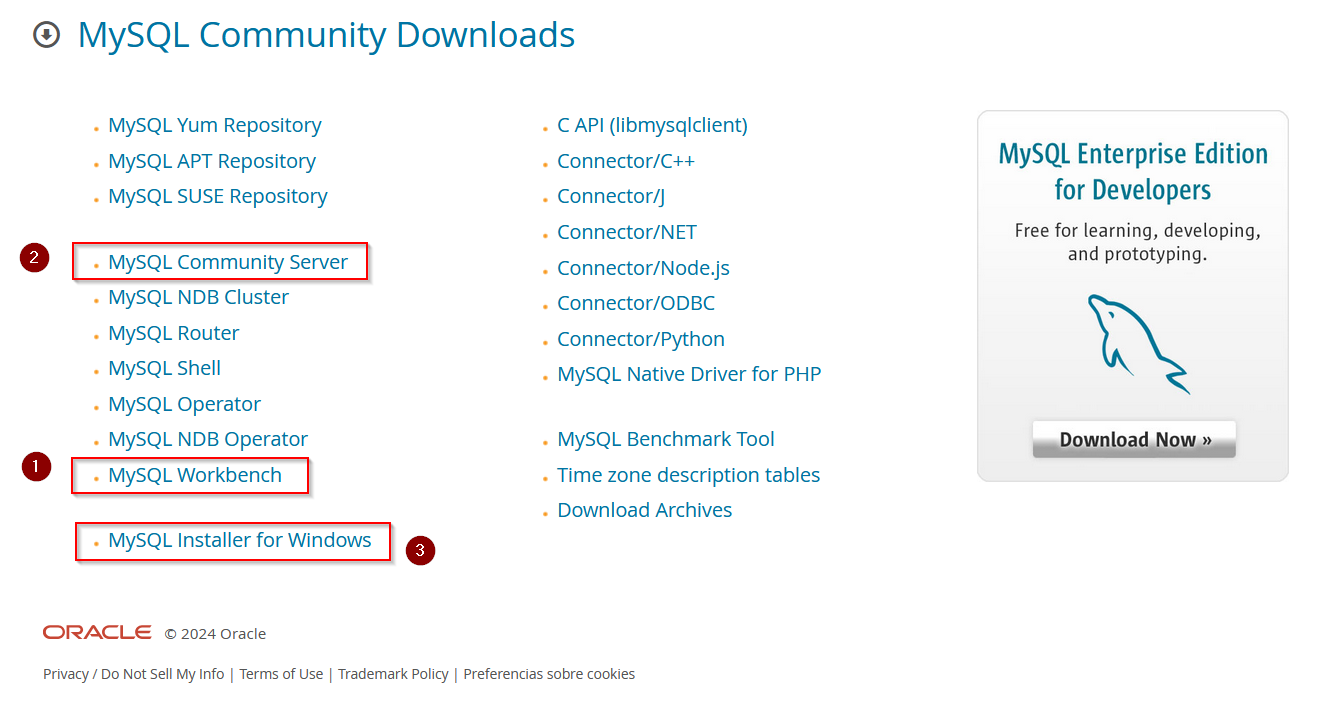 MySQL Community Downloads
MySQL Yum Repository
MySQL APT Repository
MySQL SUSE Repository
2
MySQL Community Server
MySQL NDB Cluster
MySQL Router
MySQL Shell
MySQL Operator
MySQL NDB Operator
1
MySQL Workbench
MySQL Installer for Windows
3
C API (libmysqlclient)
Connector/C++
Connector/J
Connector/NET
Connector/Node.js
Connector/ODBC
Connector/Python
MySQL Native Driver for PHP
MySQL Benchmark Tool
Time zone description tables
Download Archives
MySQL Enterprise Edition
for Developers
Free for learning, developing,
and prototyping.
Download Now »
ORACLE © 2024 Oracle
Privacy / Do Not Sell My Info | Terms of Use | Trademark Policy | Preferencias sobre cookies